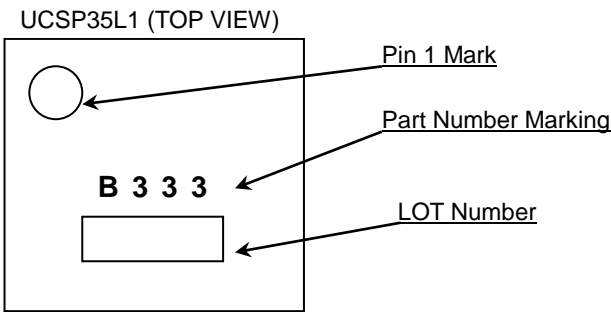 UCSP35L1 (TOP VIEW)
Pin 1 Mark
Part Number Marking
B 3 3 3
LOT Number